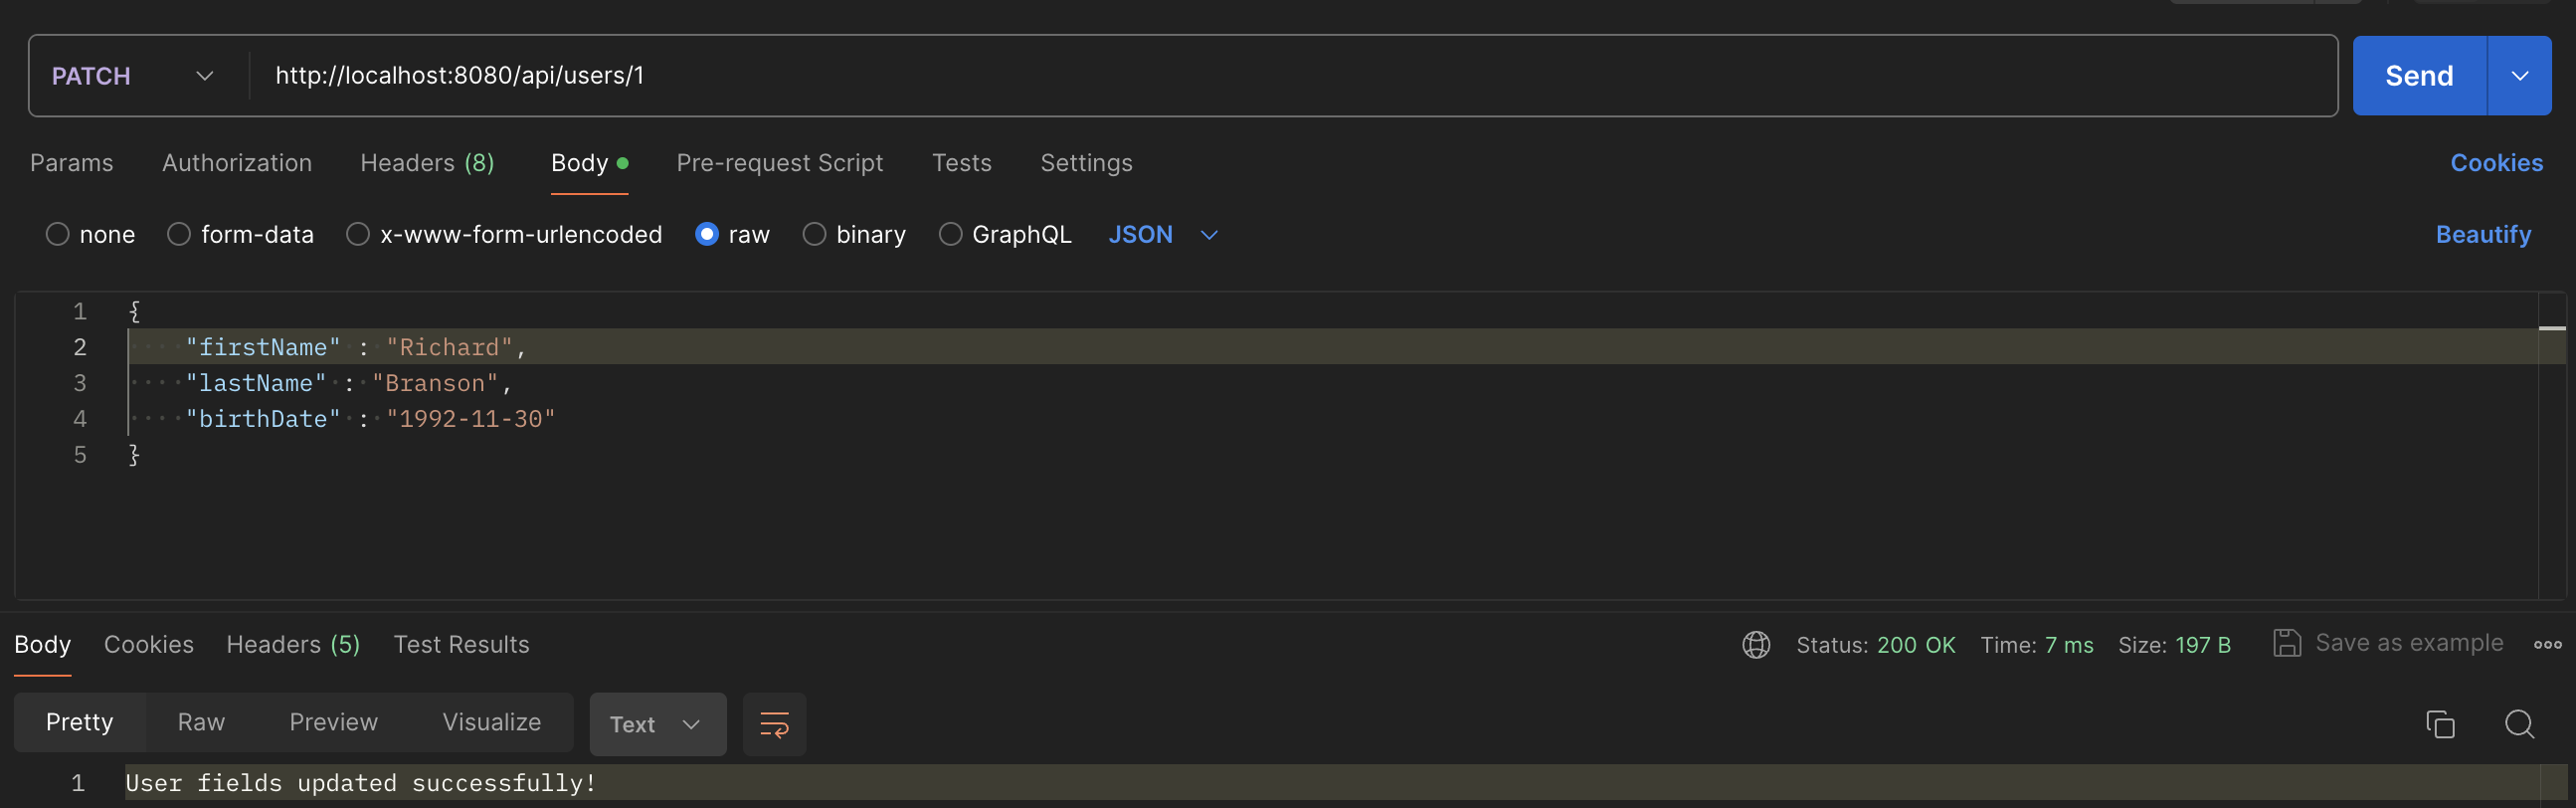 PATCH http://localhost:8080/api/users/1 Send
Params Authorization Headers (8) Body Pre-request Script Tests Settings Cookies
none form-data x-www-form-urlencoded raw binary GraphQL JSON Beautify
1 {
2 "firstName" : "Richard",
3 "lastName" : "Branson",
4 "birthDate" : "1992-11-30"
5 }
Body Cookies Headers (5) Test Results Status: 200 OK Time: 7 ms Size: 197 B Save as example
Pretty Raw Preview Visualize Text
1 User fields updated successfully!